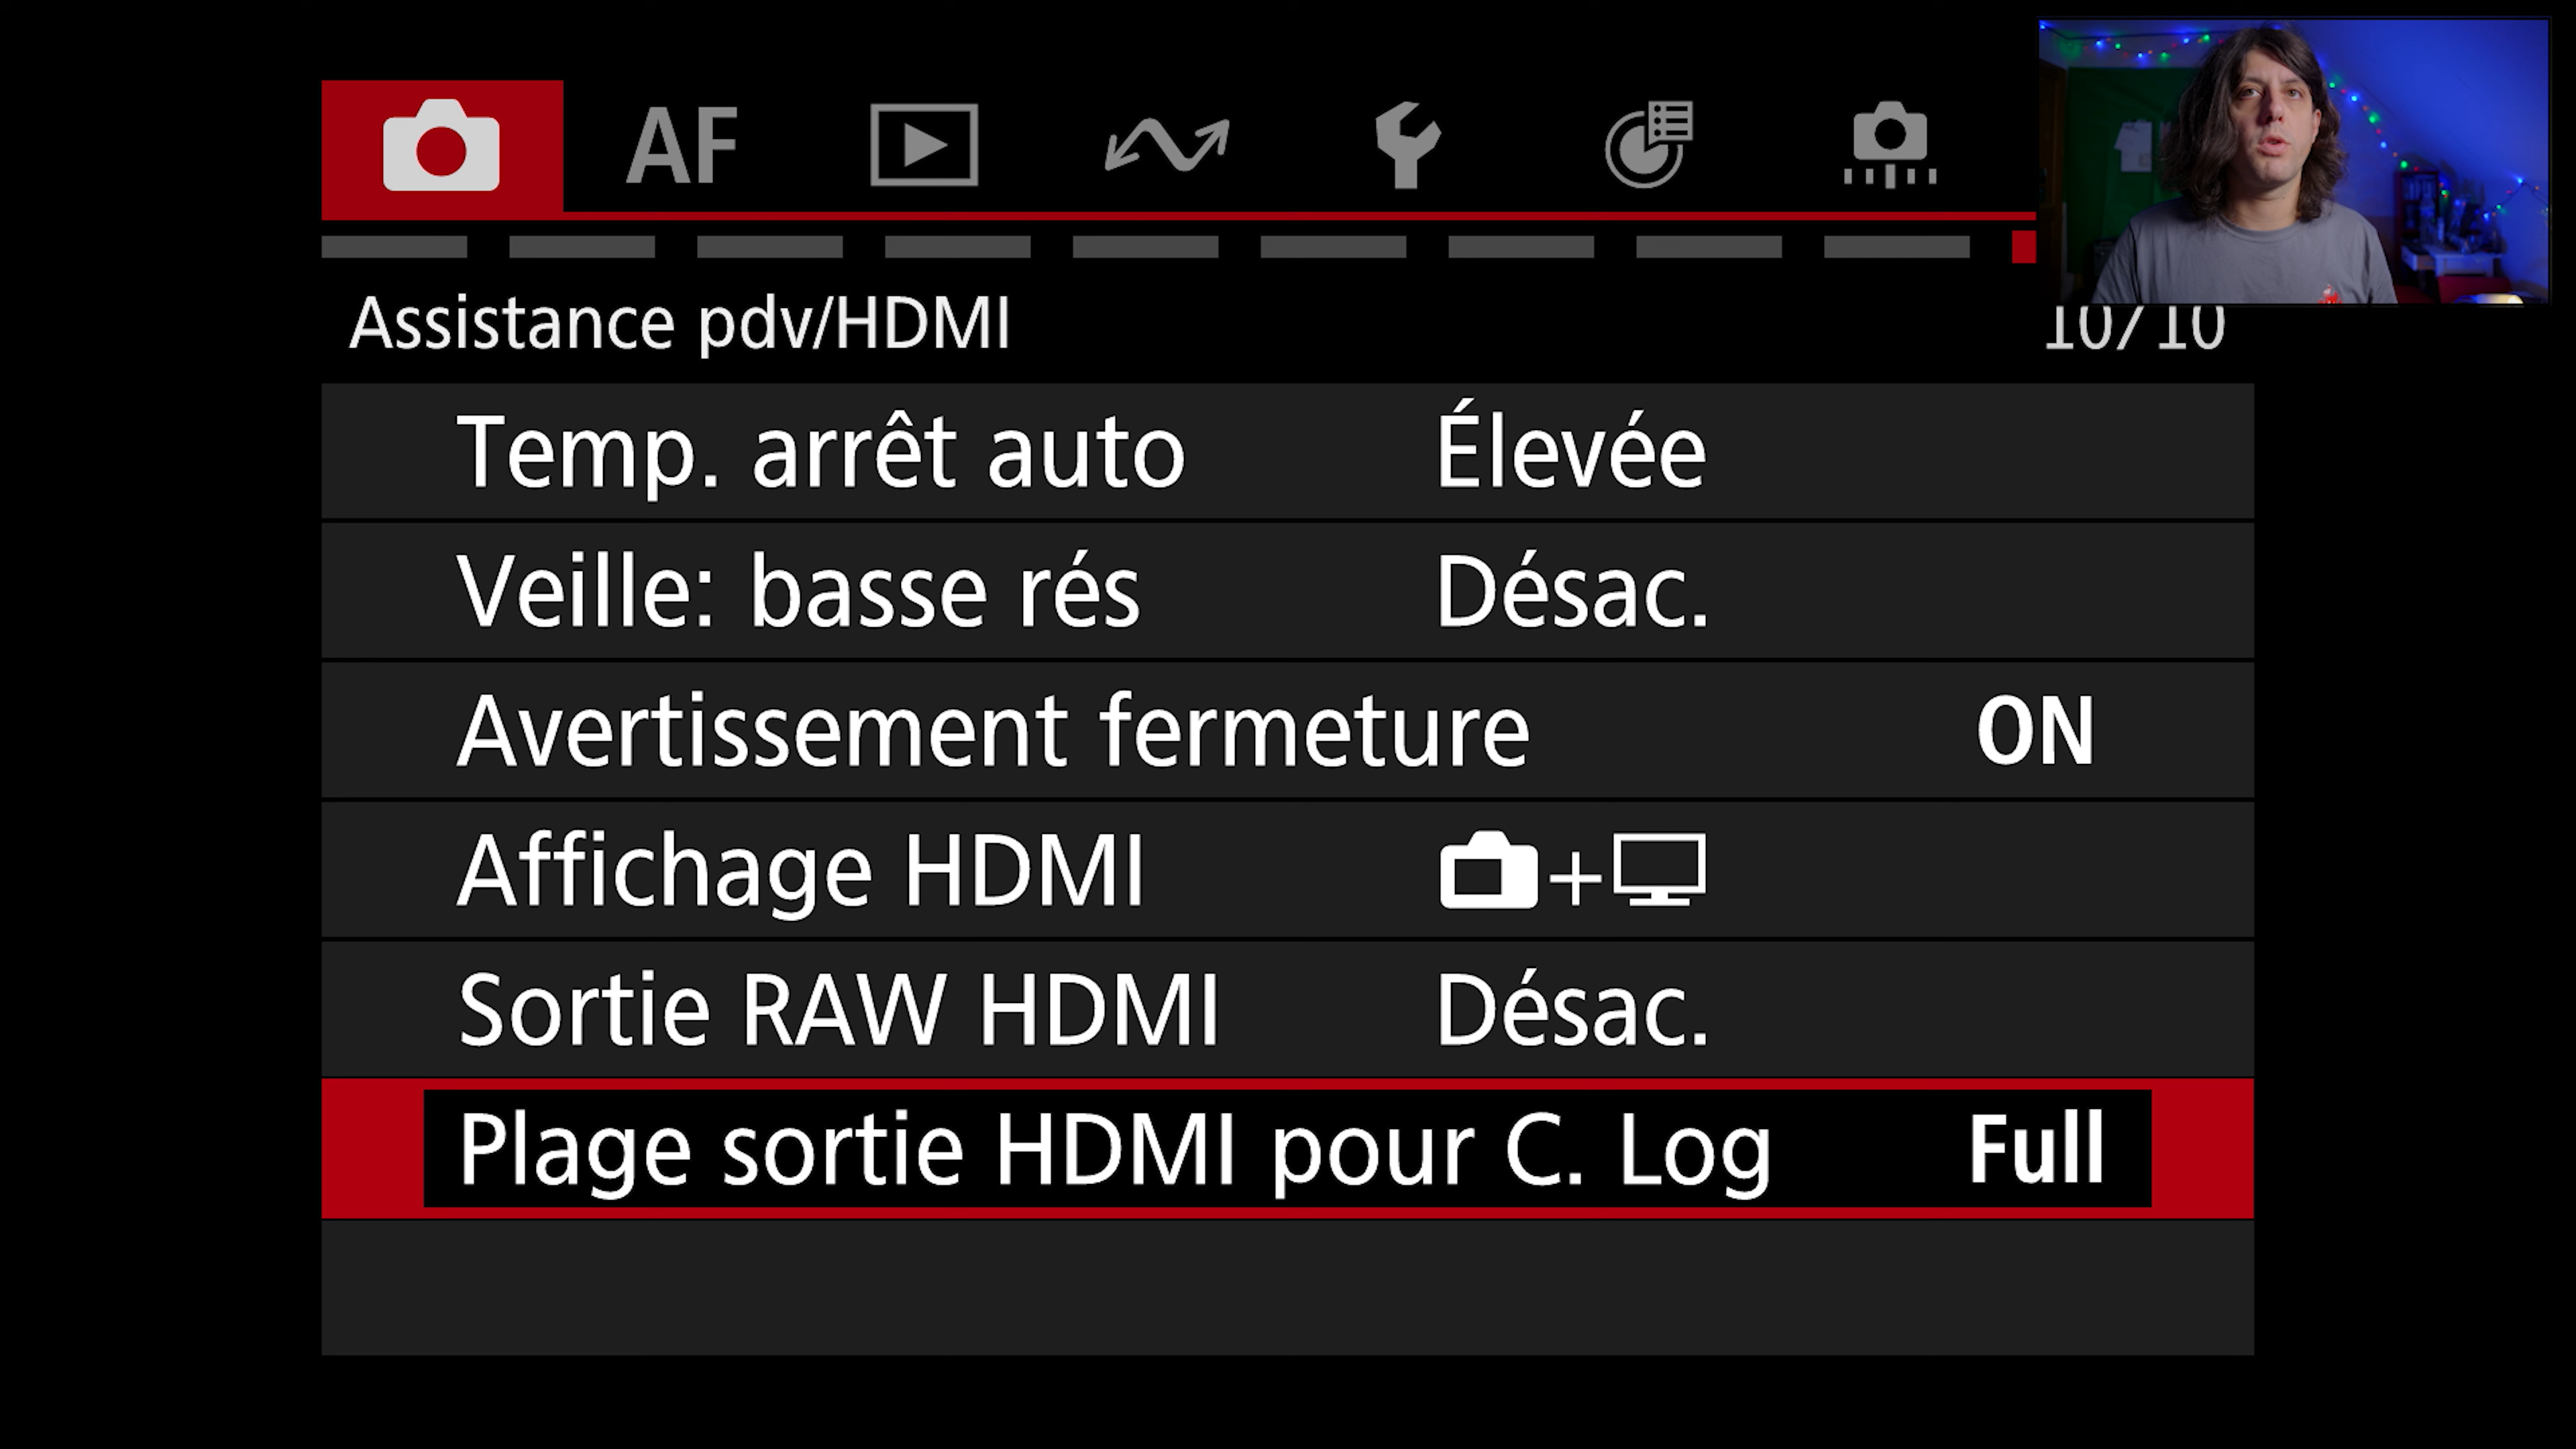 AF
Assistance pdv/HDMI 10/10
Temp. arrêt auto Élevée
Veille: basse rés Désac.
Avertissement fermeture ON
Affichage HDMI +
Sortie RAW HDMI Désac.
Plage sortie HDMI pour C. Log Full